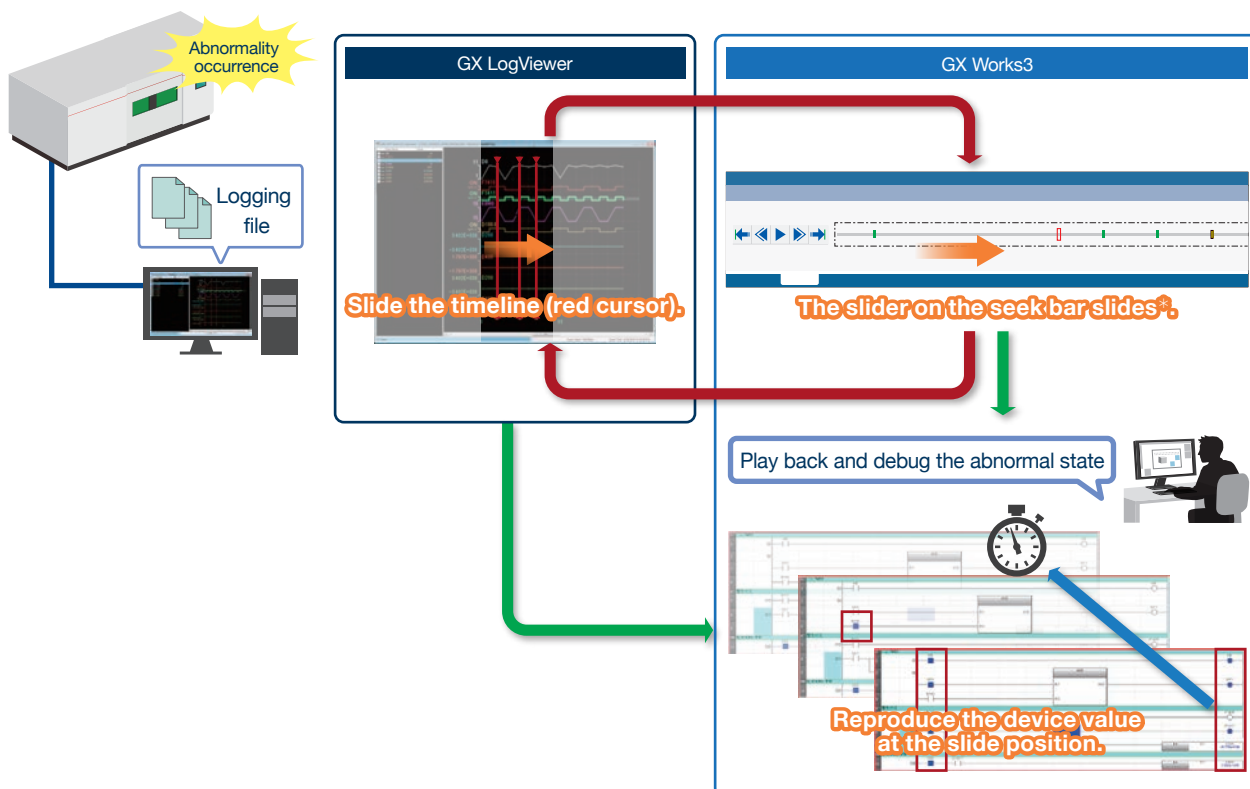 Abnormality
occurrence
Logging
file
GX LogViewer
Slide the timeline (red cursor).
GX Works3
The slider on the seek bar slides*.
Play back and debug the abnormal state
Reproduce the device value
at the slide position.